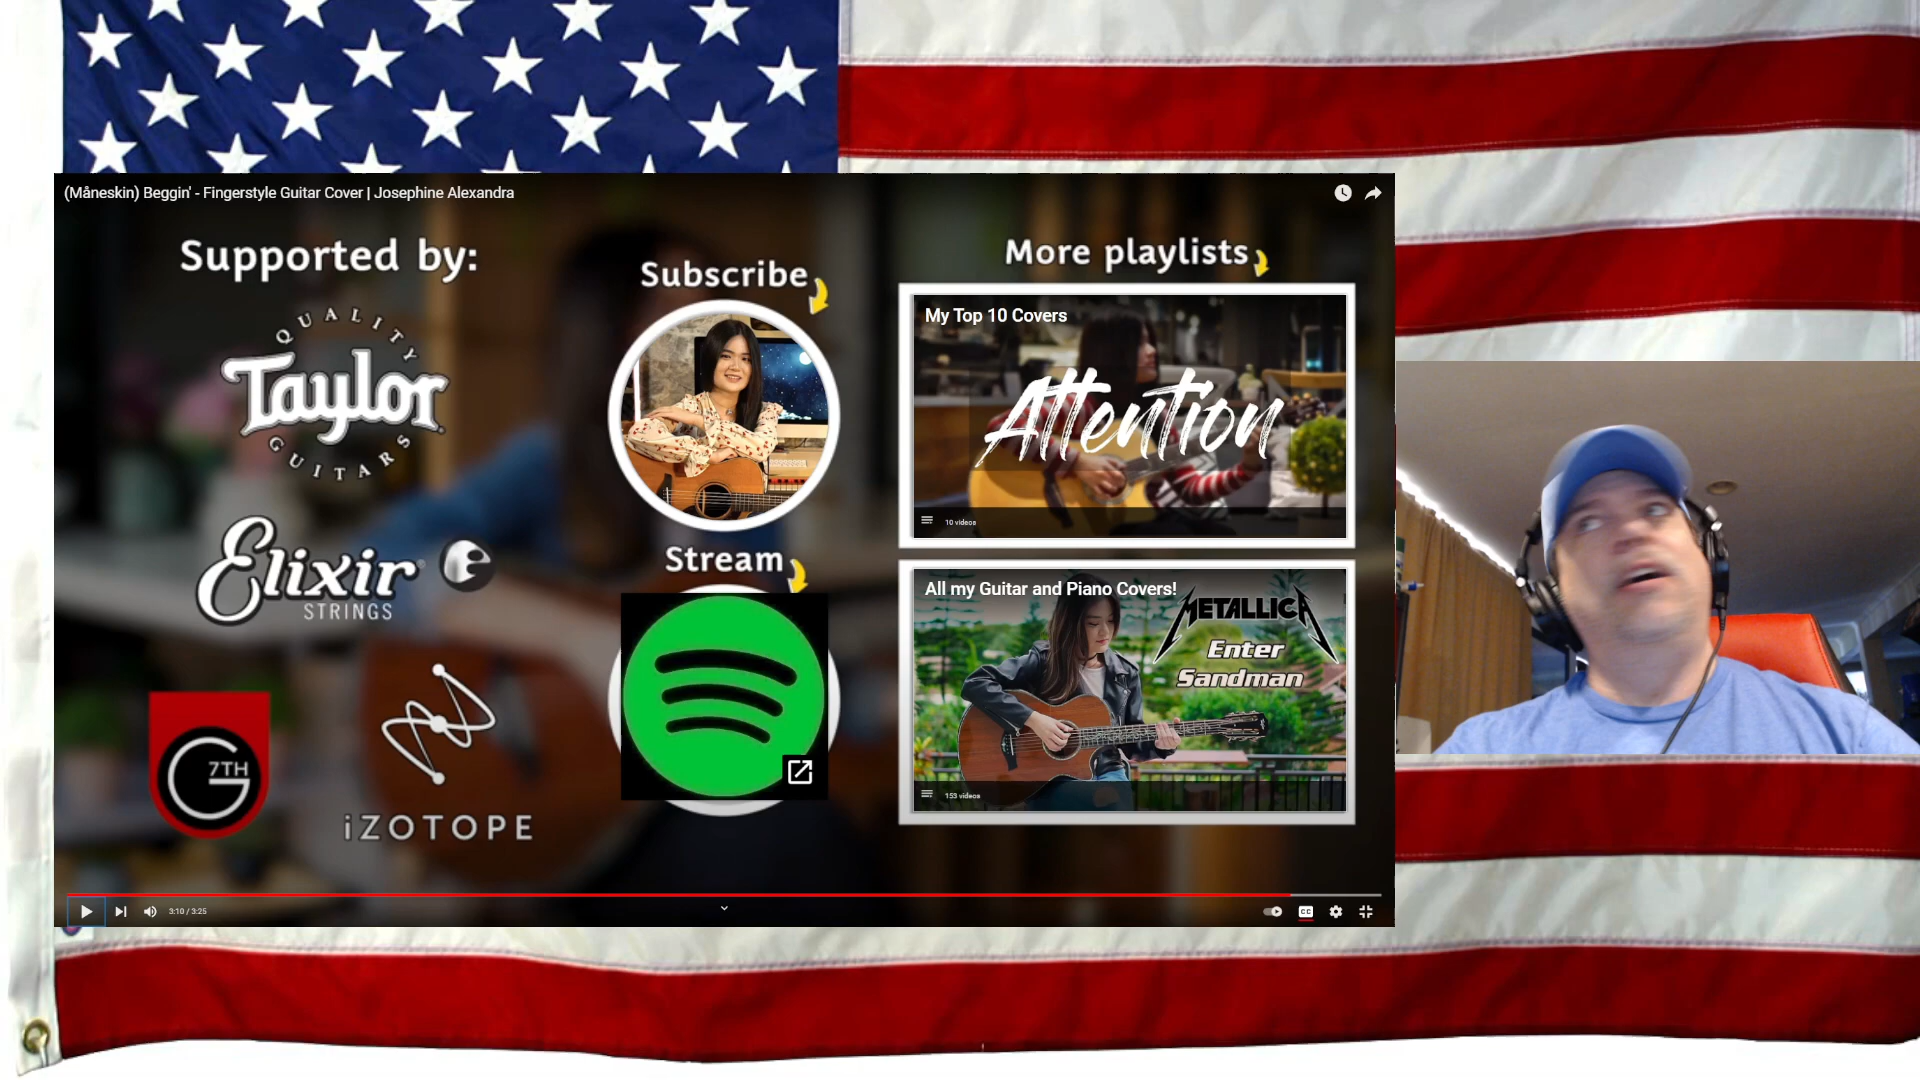 (Måneskin) Beggin' - Fingerstyle Guitar Cover | Josephine Alexandra
Supported by:
QUALITY
Taylor
GUITARS
Elixir
STRINGS
G
7TH
iZOTOPE
Subscribe
Stream
More playlists
My Top 10 Covers
Attention
10 videos
All my Guitar and Piano Covers!
METALLICA
Enter
Sandman
153 videos
3:10 / 3:25
CC